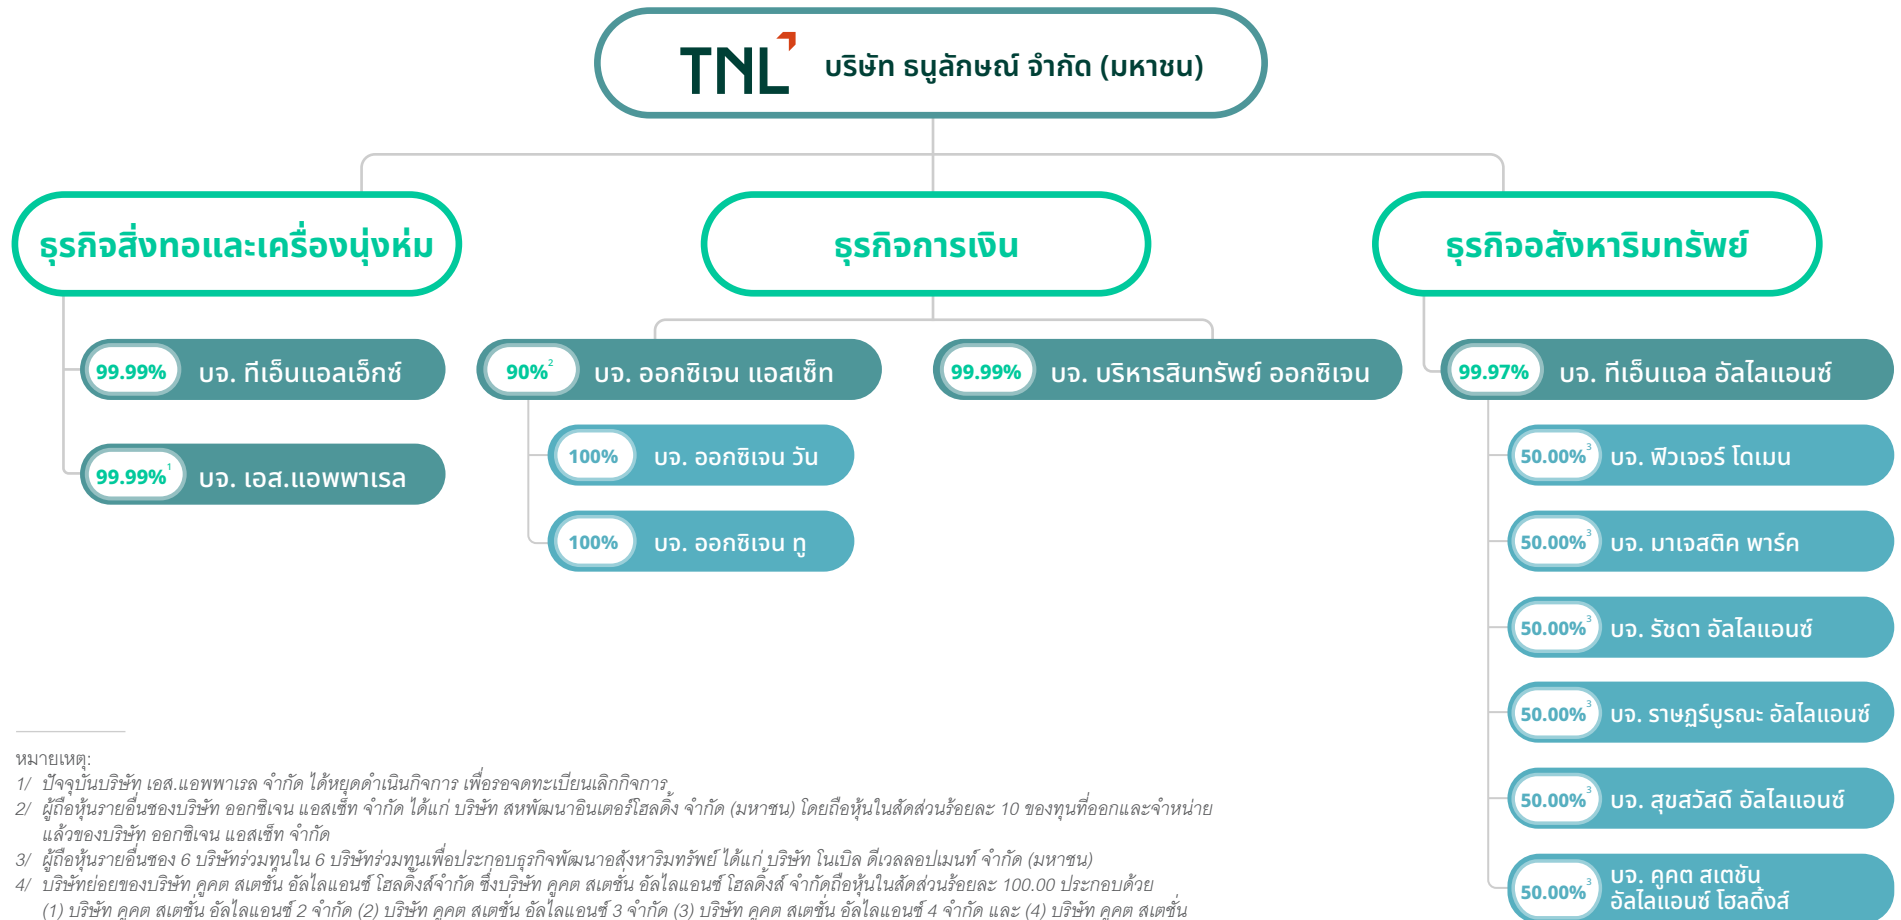 TNL บริษัท ธนูลักษณ์ จำกัด (มหาชน)
ธุรกิจสิ่งทอและเครื่องนุ่งห่ม
99.99% บจ. ทีเอ็นแอลเอ็กซ์
99.99%1 บจ. เอส.แอพพาเรล
ธุรกิจการเงิน
90%2 บจ. ออกซิเจน แอสเซ็ท
100% บจ. ออกซิเจน วัน
100% บจ. ออกซิเจน ทู
99.99% บจ. บริหารสินทรัพย์ ออกซิเจน
ธุรกิจอสังหาริมทรัพย์
99.97% บจ. ทีเอ็นแอล อัลไลแอนซ์
50.00%3 บจ. ฟิวเจอร์ โดเมน
50.00%3 บจ. มาเจสติค พาร์ค
50.00%3 บจ. รัชดา อัลไลแอนซ์
50.00%3 บจ. ราษฎร์บูรณะ อัลไลแอนซ์
50.00%3 บจ. สุขสวัสดิ์ อัลไลแอนซ์
50.00%3 บจ. คูคต สเตชัน
อัลไลแอนซ์ โฮลดิ้งส์
หมายเหตุ:
1/ ปัจจุบันบริษัท เอส.แอพพาเรล จำกัด ได้หยุดดำเนินกิจการ เพื่อรอจดทะเบียนเลิกกิจการ
2/ ผู้ถือหุ้นรายอื่นของบริษัท ออกซิเจน แอสเซ็ท จำกัด ได้แก่ บริษัท สหพัฒนาอินเตอร์โฮลดิ้ง จำกัด (มหาชน) โดยถือหุ้นในสัดส่วนร้อยละ 10 ของทุนที่ออกและจำหน่าย
แล้วของบริษัท ออกซิเจน แอสเซ็ท จำกัด
3/ ผู้ถือหุ้นรายอื่นของ 6 บริษัทร่วมทุนใน 6 บริษัทร่วมทุนเพื่อประกอบธุรกิจพัฒนาอสังหาริมทรัพย์ ได้แก่ บริษัท โนเบิล ดีเวลลอปเมนท์ จำกัด (มหาชน)
4/ บริษัทย่อยของบริษัท คูคต สเตชั่น อัลไลแอนซ์ โฮลดิ้งส์จำกัด ซึ่งบริษัท คูคต สเตชั่น อัลไลแอนซ์ โฮลดิ้งส์ จำกัดถือหุ้นในสัดส่วนร้อยละ 100.00 ประกอบด้วย
(1) บริษัท คูคต สเตชั่น อัลไลแอนซ์ 2 จำกัด (2) บริษัท คูคต สเตชั่น อัลไลแอนซ์ 3 จำกัด (3) บริษัท คูคต สเตชั่น อัลไลแอนซ์ 4 จำกัด และ (4) บริษัท คูคต สเตชั่น